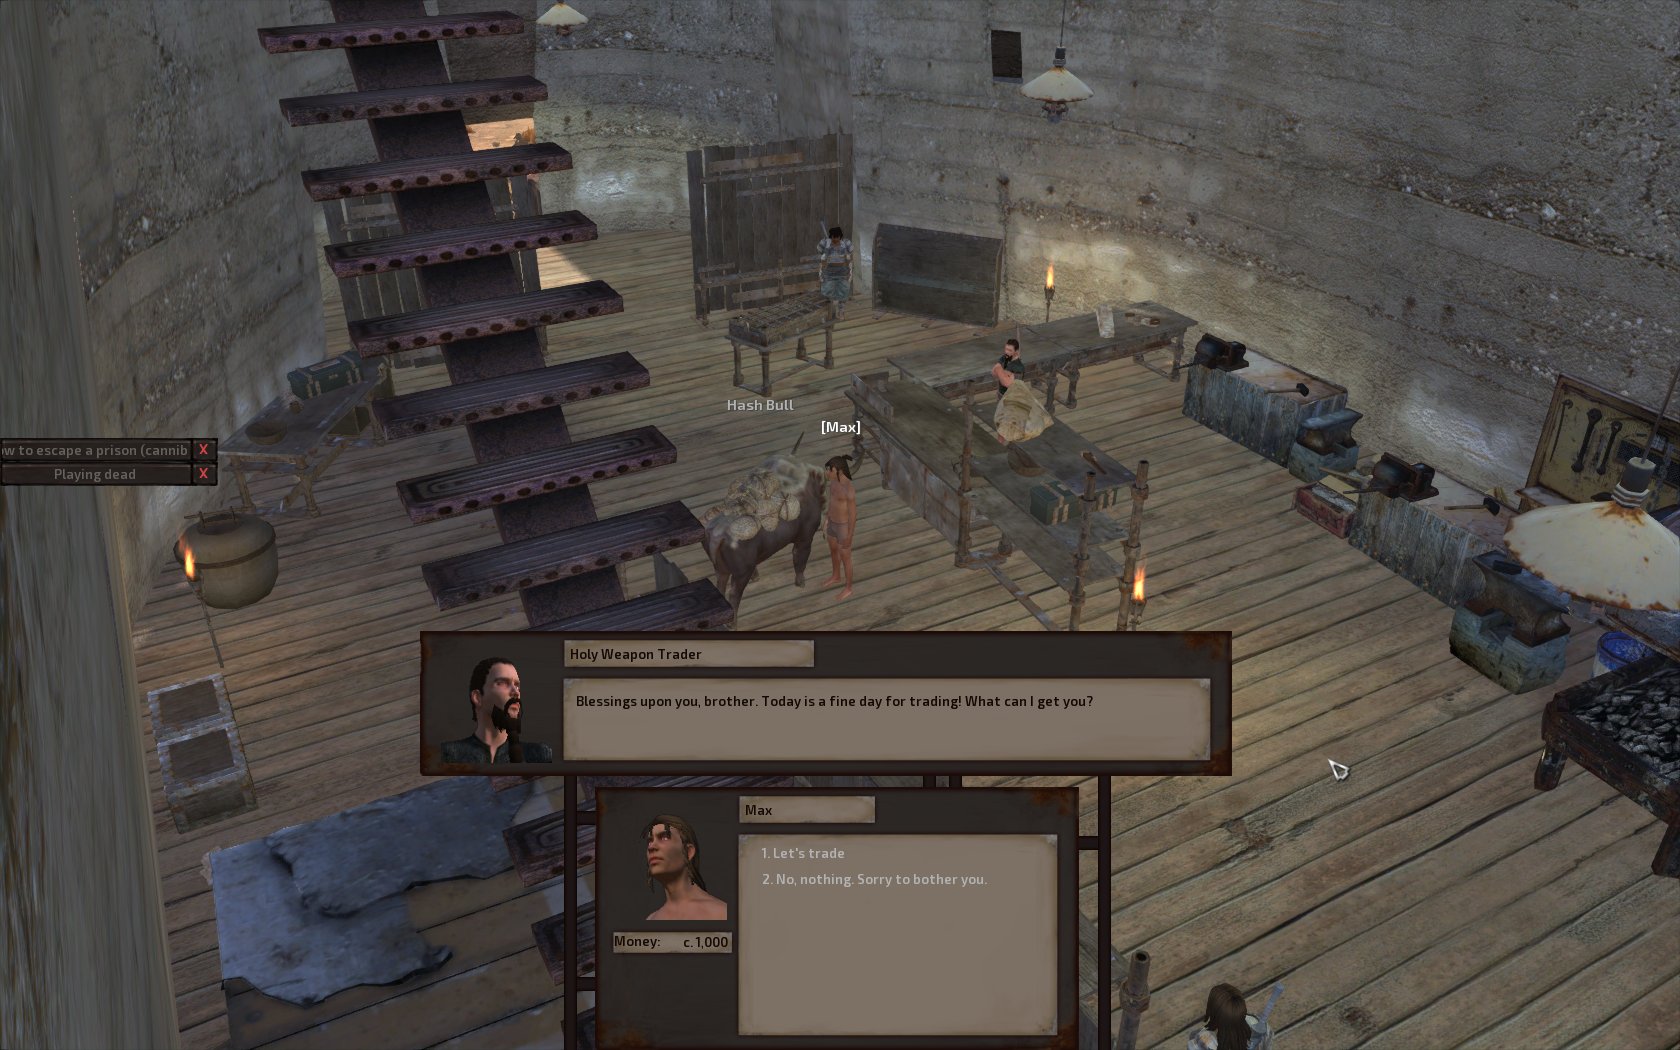 Hash Bull
[Max]
ow to escape a prison (cannib
X
Playing dead
X
Holy Weapon Trader
Blessings upon you, brother. Today is a fine day for trading! What can I get you?
Max
1. Let's trade
2. No, nothing. Sorry to bother you.
Money: c.1,000